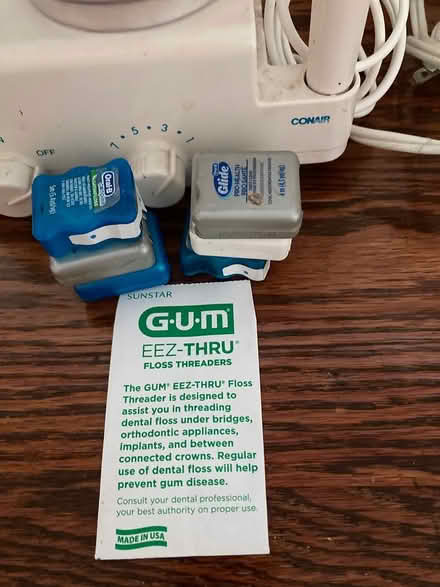 CONAIR
OFF
1 • 5 • 3 • 1
Oral-B
Glide
PRO-HEALTH
SUNSTAR
G·U·M®
EEZ-THRU®
FLOSS THREADERS
The GUM® EEZ-THRU® Floss
Threader is designed to
assist you in threading
dental floss under bridges,
orthodontic appliances,
implants, and between
connected crowns. Regular
use of dental floss will help
prevent gum disease.
Consult your dental professional,
your best authority on proper use.
MADE IN USA